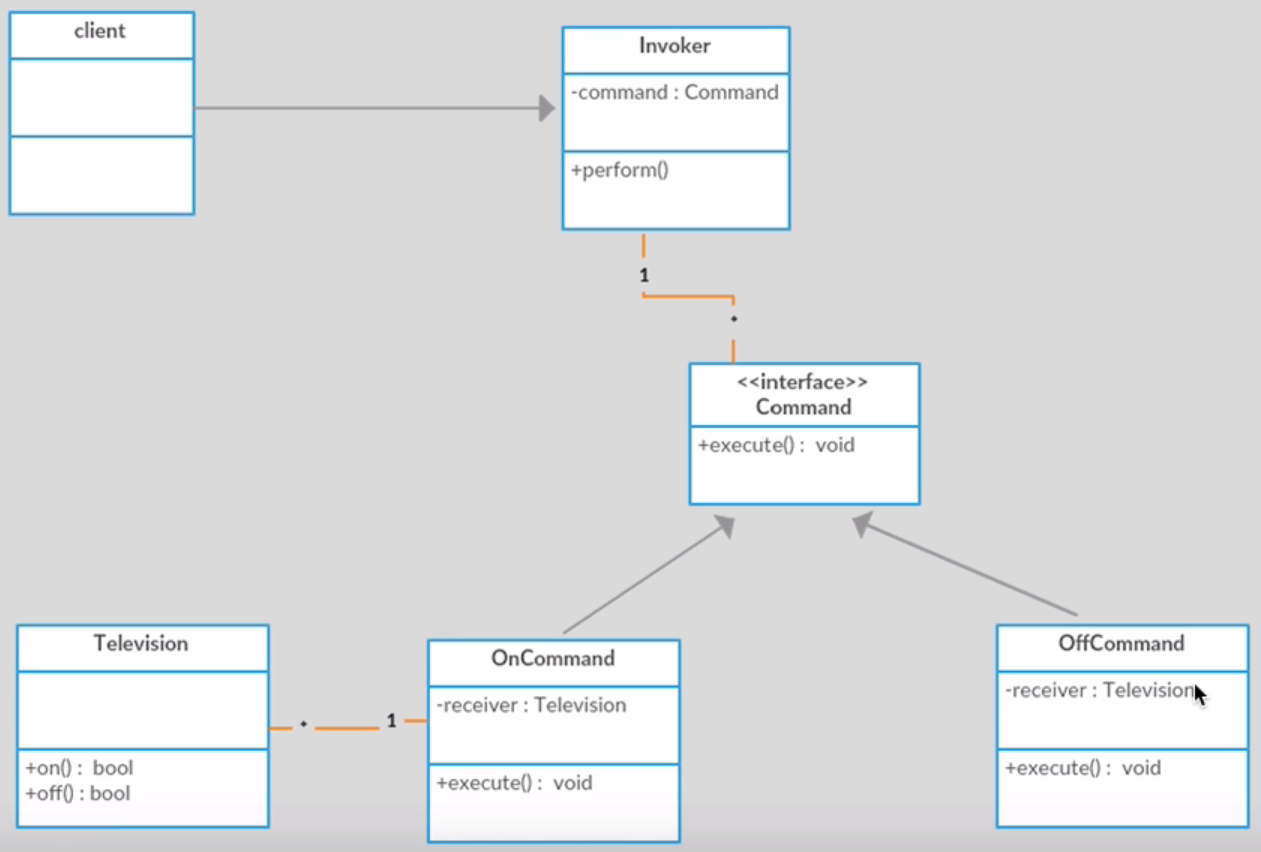 client
Invoker
-command : Command
+perform()
1
*
<<interface>>
Command
+execute() :  void
Television
+on() :  bool
+off() : bool
*
1
OnCommand
-receiver : Television
+execute() :  void
OffCommand
-receiver : Television
+execute() :  void